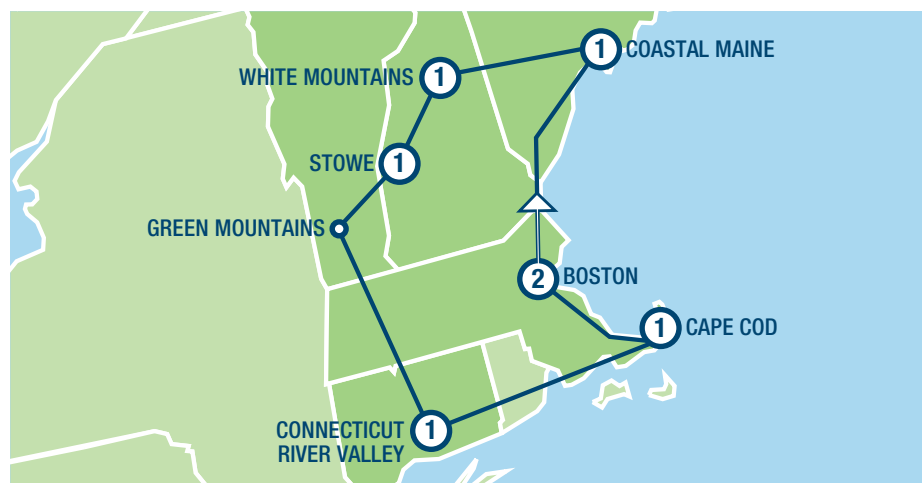 1 COASTAL MAINE
WHITE MOUNTAINS 1
STOWE 1
GREEN MOUNTAINS
2 BOSTON
1 CAPE COD
CONNECTICUT
RIVER VALLEY
1